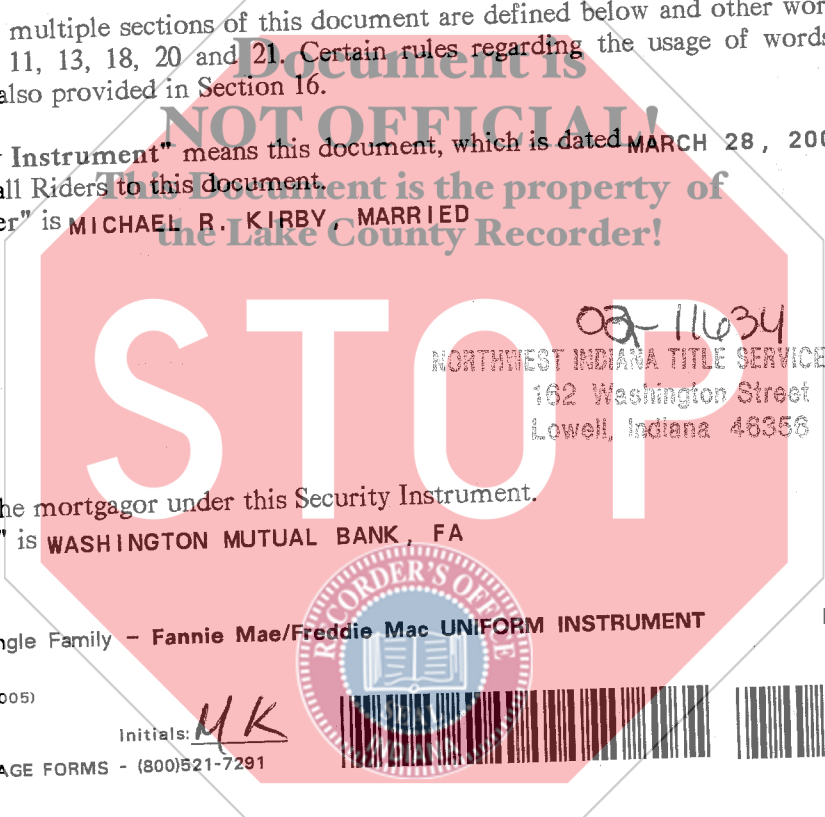 multiple sections of this document are defined below and other wor
11, 13, 18, 20 and 21. Certain rules regarding the usage of words
also provided in Section 16.
Document is
NOT OFFICIAL!
Instrument" means this document, which is dated MARCH 28, 200
all Riders to this document.
This Document is the property of
er" is MICHAEL R. KIRBY, MARRIED
the Lake County Recorder!
STOP
02-11634
NORTHWEST INDIANA TITLE SERVICE
162 Washington Street
Lowell, Indiana 46356
he mortgagor under this Security Instrument.
" is WASHINGTON MUTUAL BANK, FA
RECORDER'S OFFICE
SEAL
INDIANA
ngle Family - Fannie Mae/Freddie Mac UNIFORM INSTRUMENT
005)
Initials: MK
AGE FORMS - (800)521-7291